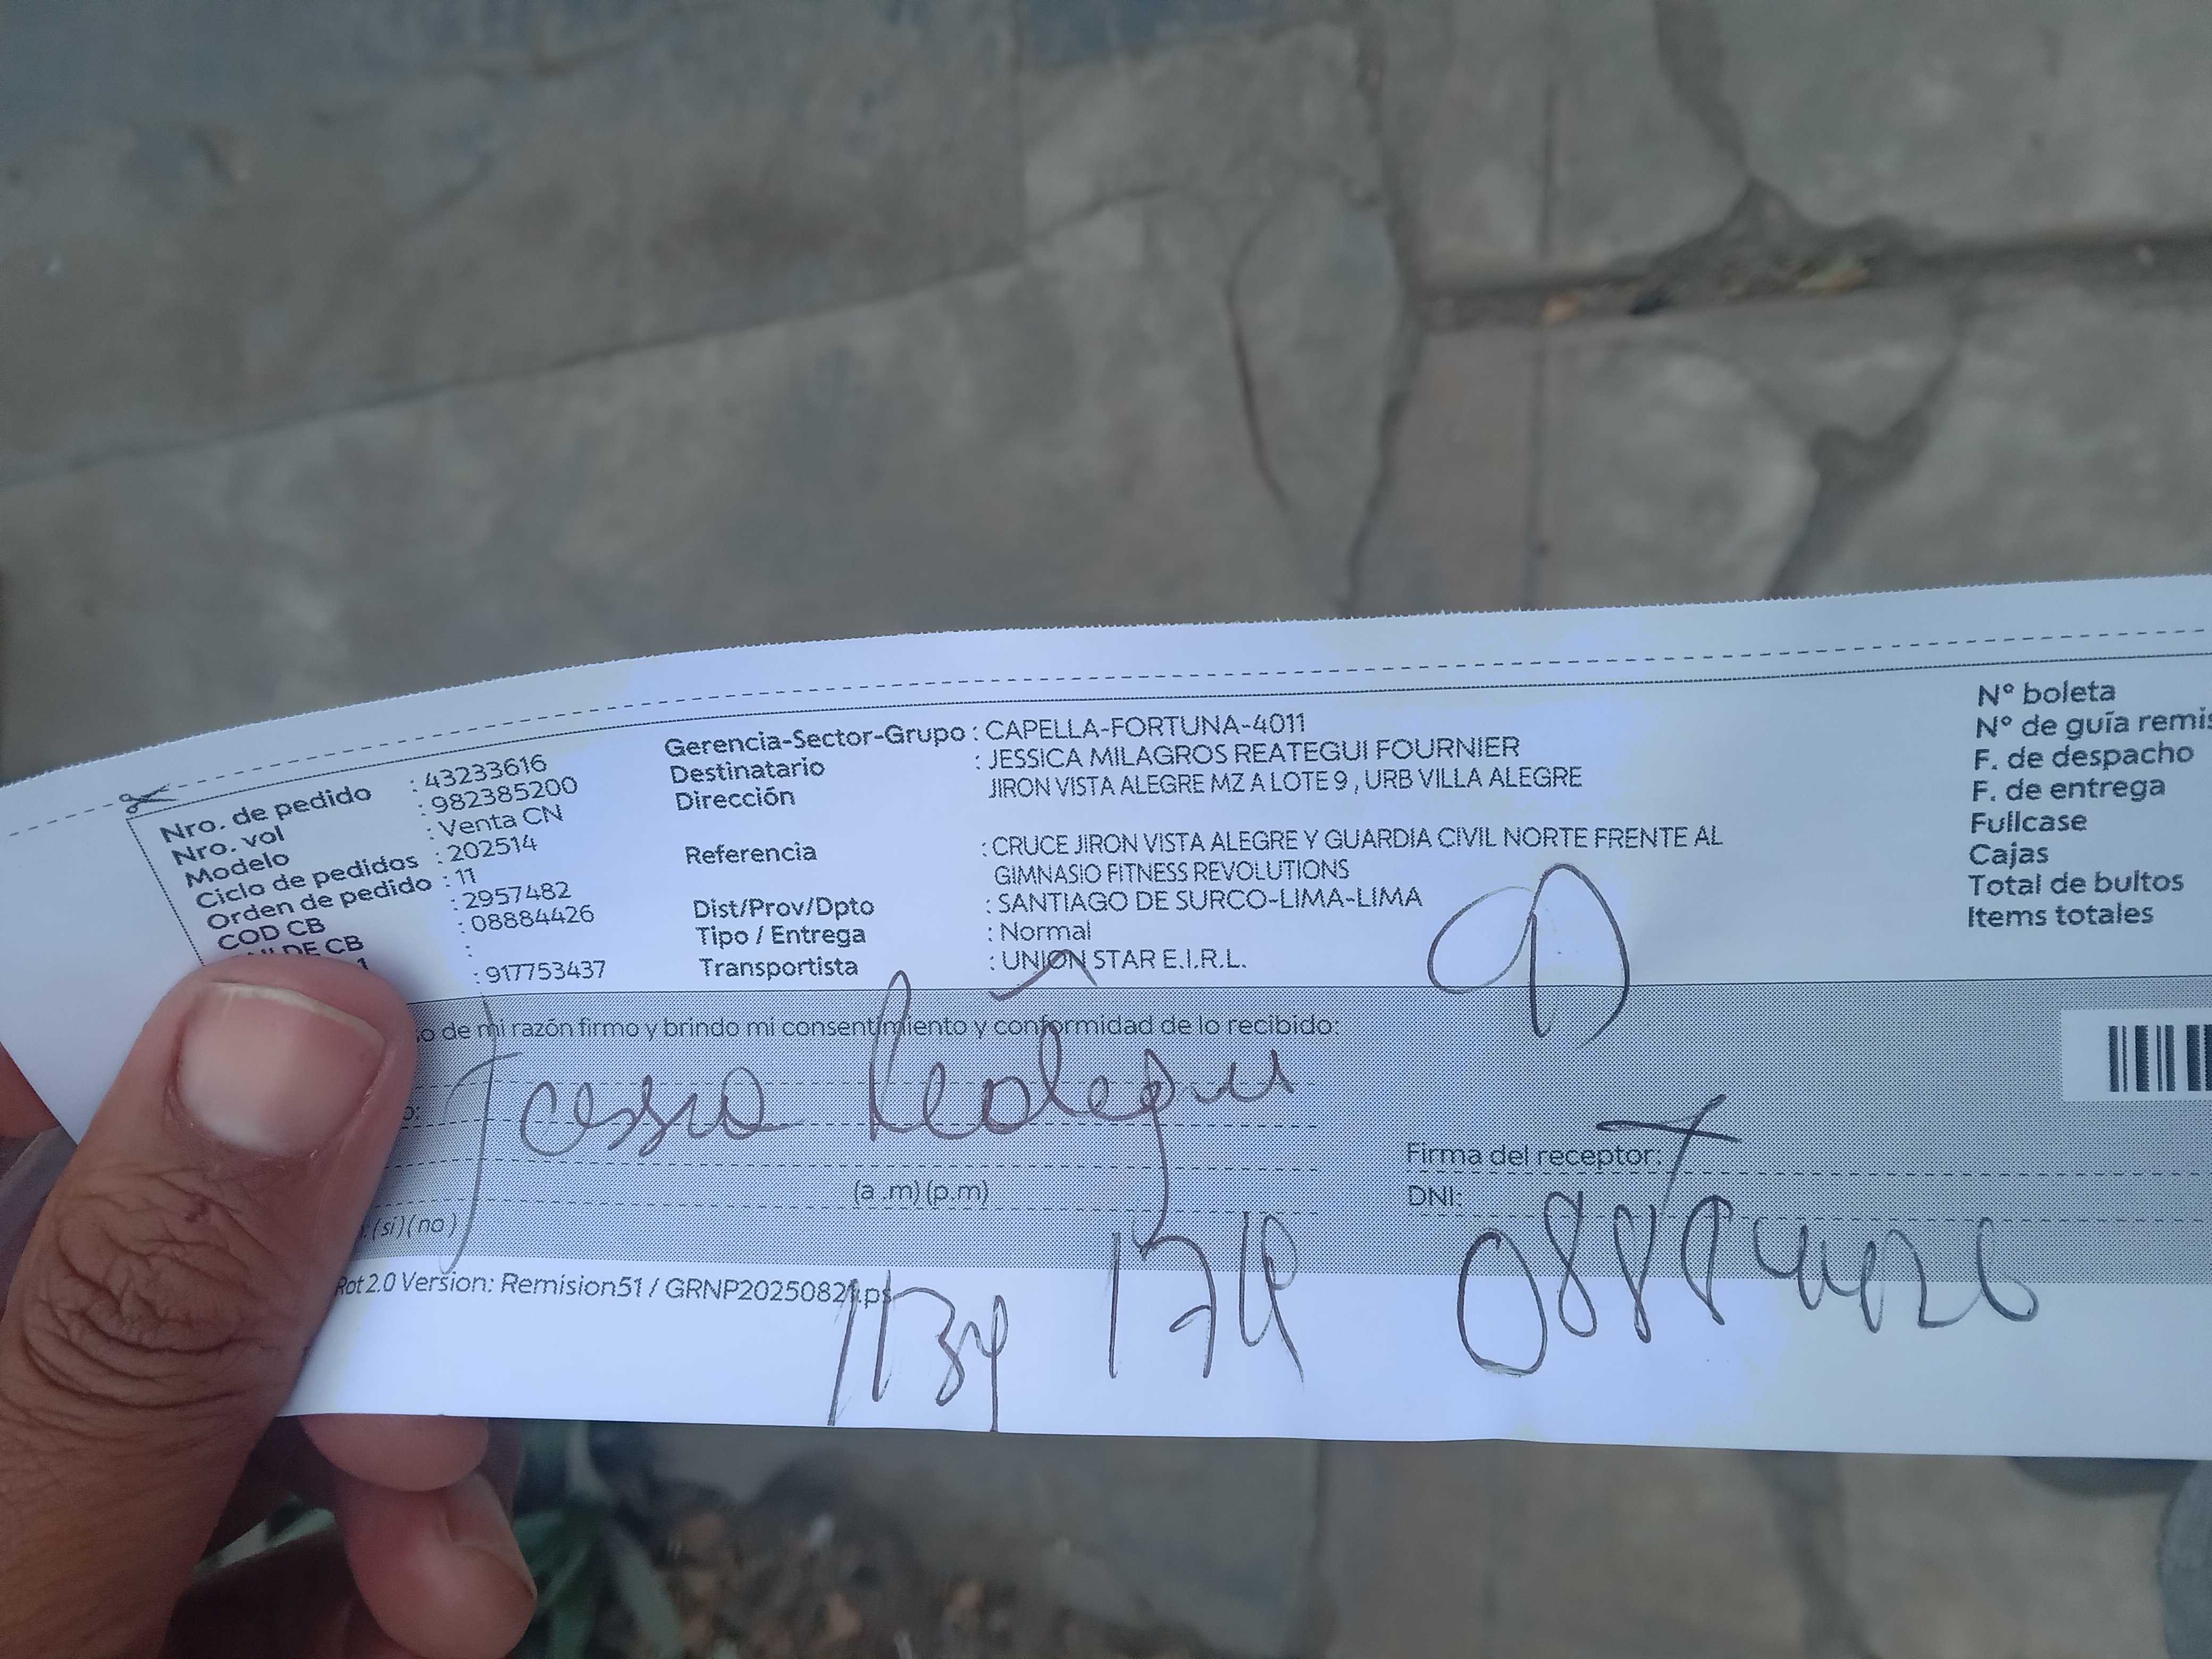 Nro. de pedido : 43233616
Nro. vol : 982385200
Modelo : Venta CN
Ciclo de pedidos : 202514
Orden de pedido : 11
COD CB : 2957482
DE CB : 08884426
:
1 : 917753437
Gerencia-Sector-Grupo : CAPELLA-FORTUNA-4011
Destinatario : JESSICA MILAGROS REATEGUI FOURNIER
Dirección JIRON VISTA ALEGRE MZ A LOTE 9 , URB VILLA ALEGRE
Referencia : CRUCE JIRON VISTA ALEGRE Y GUARDIA CIVIL NORTE FRENTE AL
GIMNASIO FITNESS REVOLUTIONS
Dist/Prov/Dpto : SANTIAGO DE SURCO-LIMA-LIMA
Tipo / Entrega : Normal
Transportista : UNION STAR E.I.R.L.
N° boleta
N° de guía remis
F. de despacho
F. de entrega
Fullcase
Cajas
Total de bultos
Items totales
o de mi razón firmo y brindo mi consentimiento y conformidad de lo recibido:
o: Jessica Reátegui
(a .m) (p.m)
: (si) (no)
Firma del receptor:
DNI: 08884426
Rot 2.0 Version: Remision51 / GRNP20250821.ps